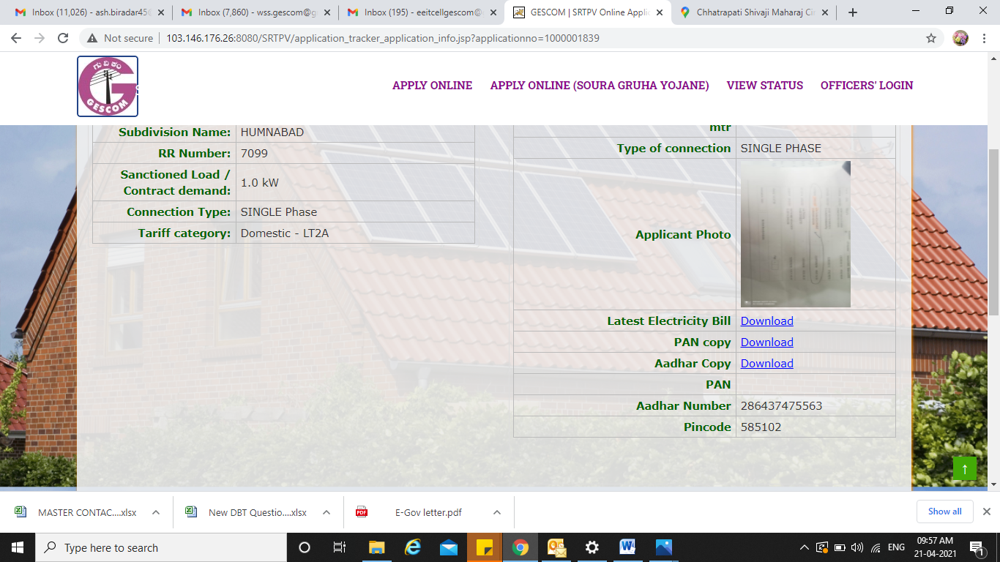 Inbox (11,026) - ash.biradar45@
Inbox (7,860) - wss.gescom@g
Inbox (195) - eeitcellgescom@
GESCOM | SRTPV Online Applic
Chhatrapati Shivaji Maharaj Cir
Not secure
103.146.176.26:8080/SRTPV/application_tracker_application_info.jsp?applicationno=1000001839
GESCOM
APPLY ONLINE
APPLY ONLINE (SOURA GRUHA YOJANE)
VIEW STATUS
OFFICERS' LOGIN
Subdivision Name: HUMNABAD
RR Number: 7099
Sanctioned Load /
Contract demand: 1.0 kW
Connection Type: SINGLE Phase
Tariff category: Domestic - LT2A
mtr
Type of connection SINGLE PHASE
Applicant Photo
Latest Electricity Bill Download
PAN copy Download
Aadhar Copy Download
PAN
Aadhar Number 286437475563
Pincode 585102
↑
MASTER CONTAC....xlsx
New DBT Questio....xlsx
PDF
E-Gov letter.pdf
Show all
Type here to search
ENG
09:57 AM
21-04-2021
1